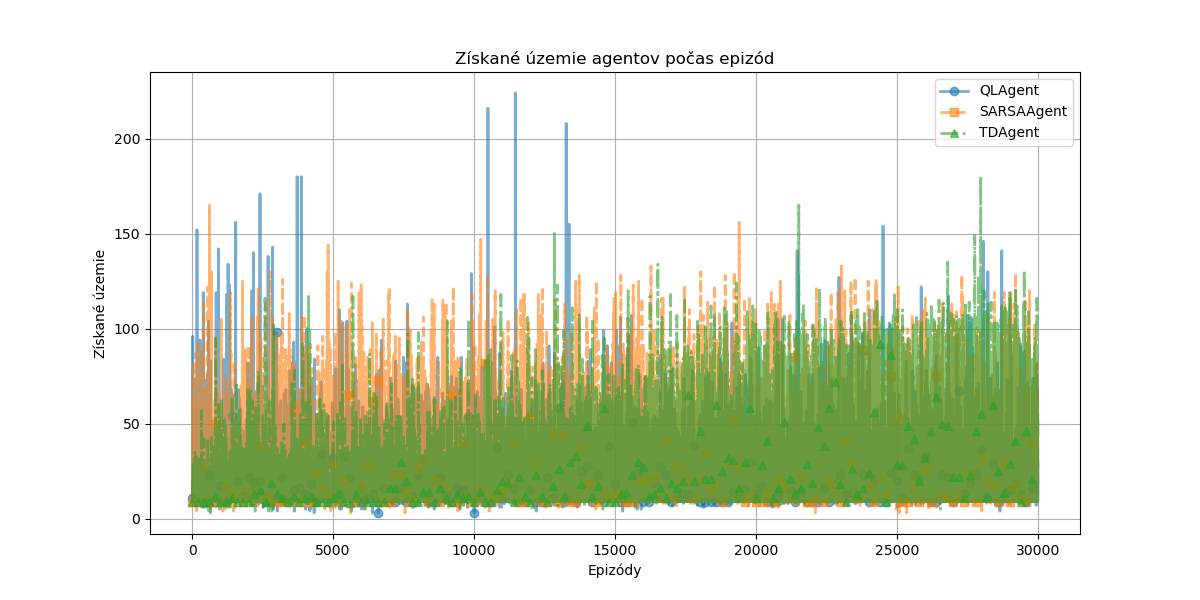 Získané územie agentov počas epizód
QLAgent
SARSAAgent
TDAgent
Získané územie
200
150
100
50
0
0 5000 10000 15000 20000 25000 30000
Epizódy